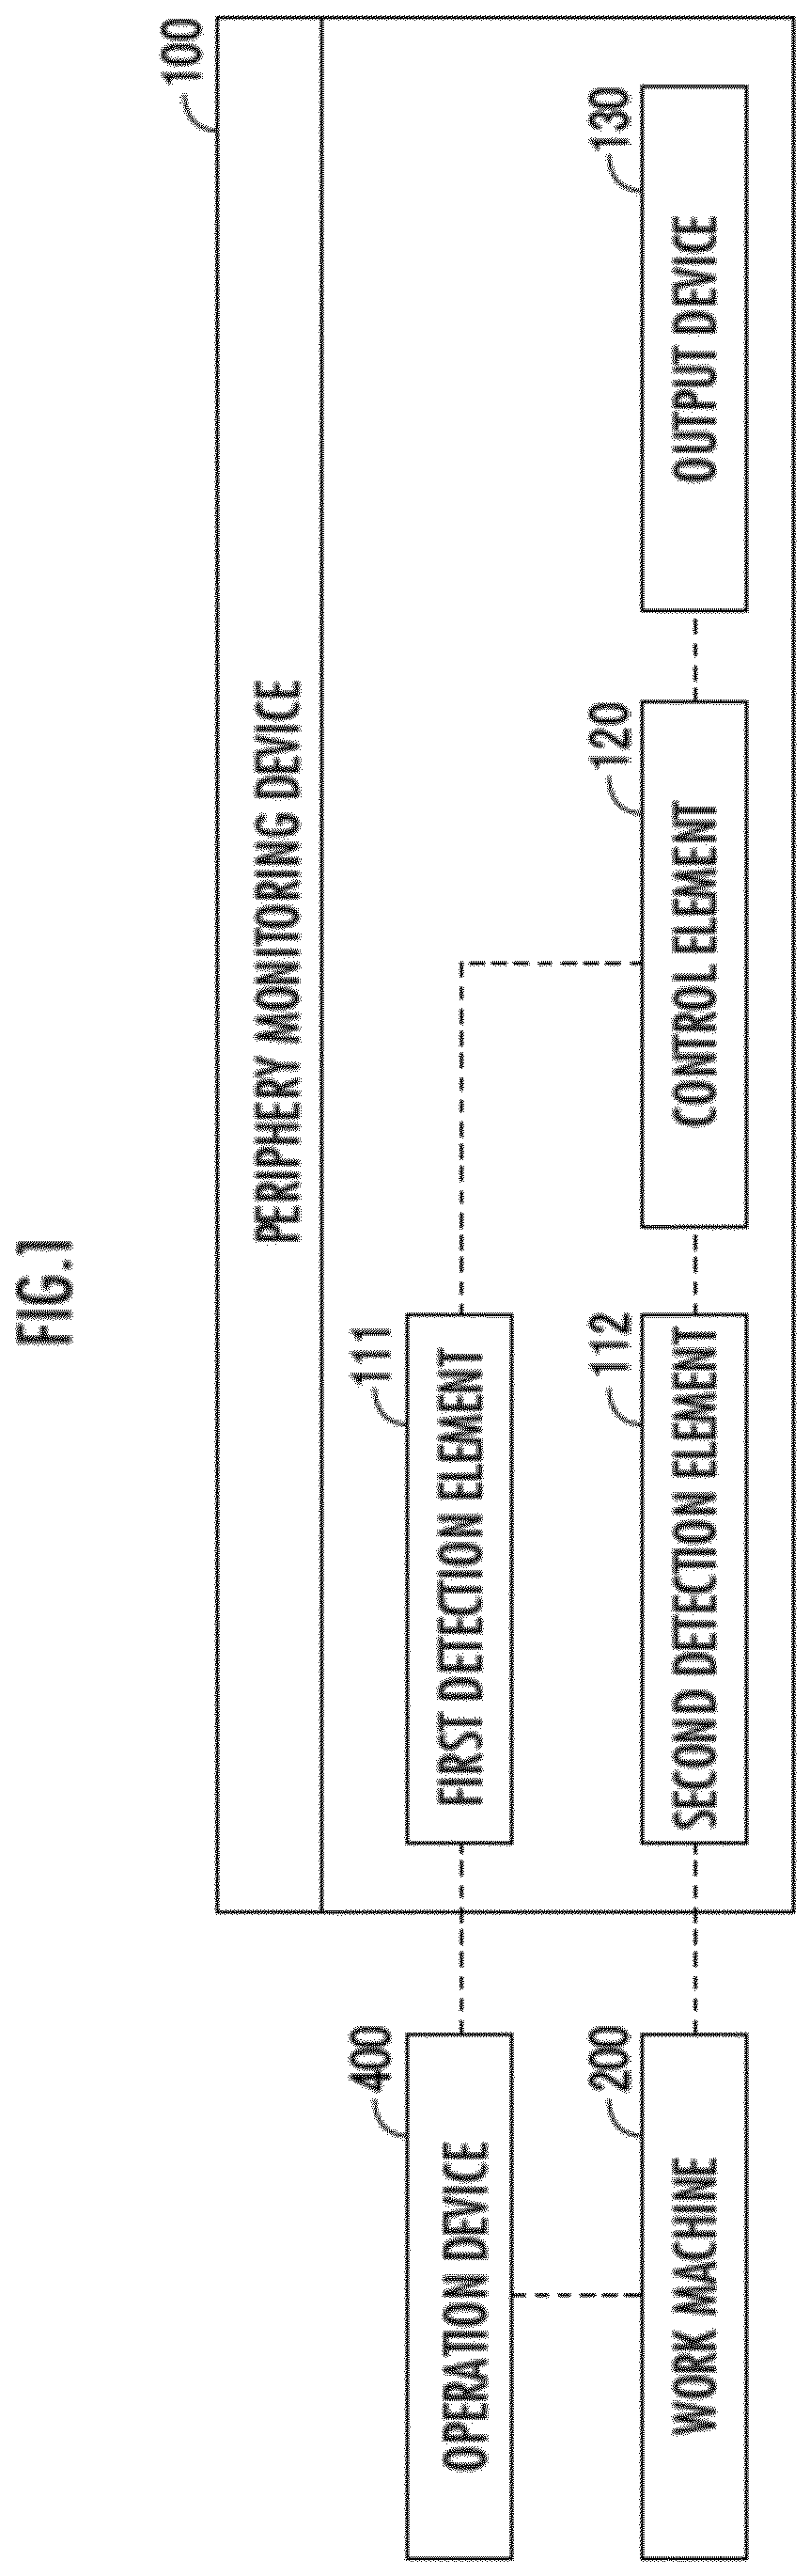 FIG.1
100
PERIPHERY MONITORING DEVICE
400
OPERATION DEVICE
111
FIRST DETECTION ELEMENT
200
WORK MACHINE
112
SECOND DETECTION ELEMENT
120
CONTROL ELEMENT
130
OUTPUT DEVICE